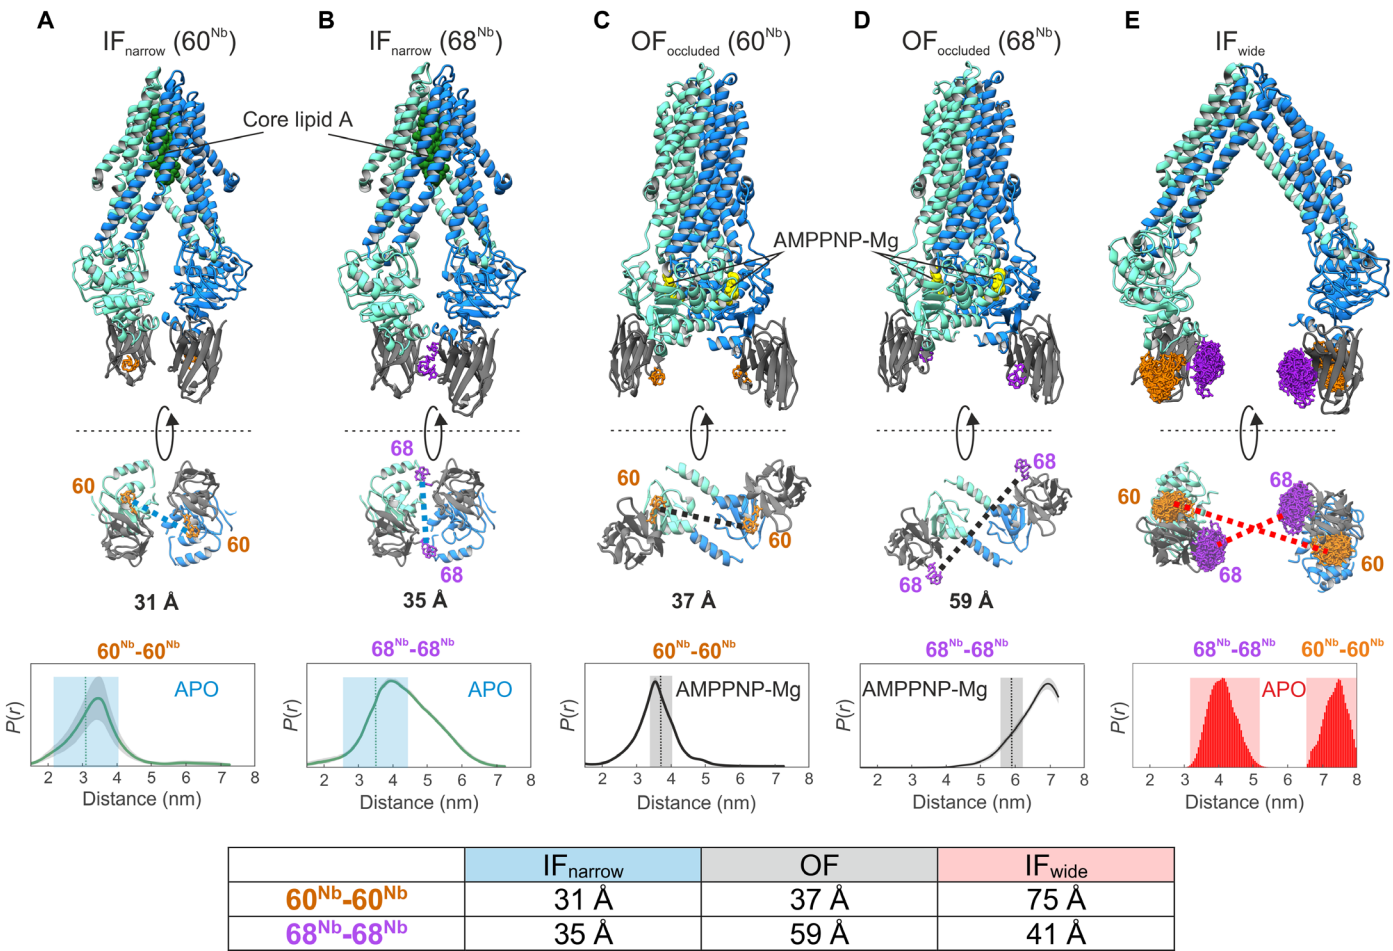 A
B
C
D
E
IFnarrow (60Nb)
IFnarrow (68Nb)
OFoccluded (60Nb)
OFoccluded (68Nb)
IFwide
Core lipid A
AMPPNP-Mg
60
60
68
68
60
60
68
68
60
68
68
60
31 Å
35 Å
37 Å
59 Å
60Nb-60Nb
68Nb-68Nb
60Nb-60Nb
68Nb-68Nb
68Nb-68Nb
60Nb-60Nb
APO
APO
AMPPNP-Mg
AMPPNP-Mg
APO
P(r)
P(r)
P(r)
P(r)
P(r)
2 3 4 5 6 7 8
2 3 4 5 6 7 8
2 3 4 5 6 7 8
2 3 4 5 6 7 8
2 3 4 5 6 7 8
Distance (nm)
Distance (nm)
Distance (nm)
Distance (nm)
Distance (nm)
IFnarrow OF IFwide
60Nb-60Nb 31 Å 37 Å 75 Å
68Nb-68Nb 35 Å 59 Å 41 Å